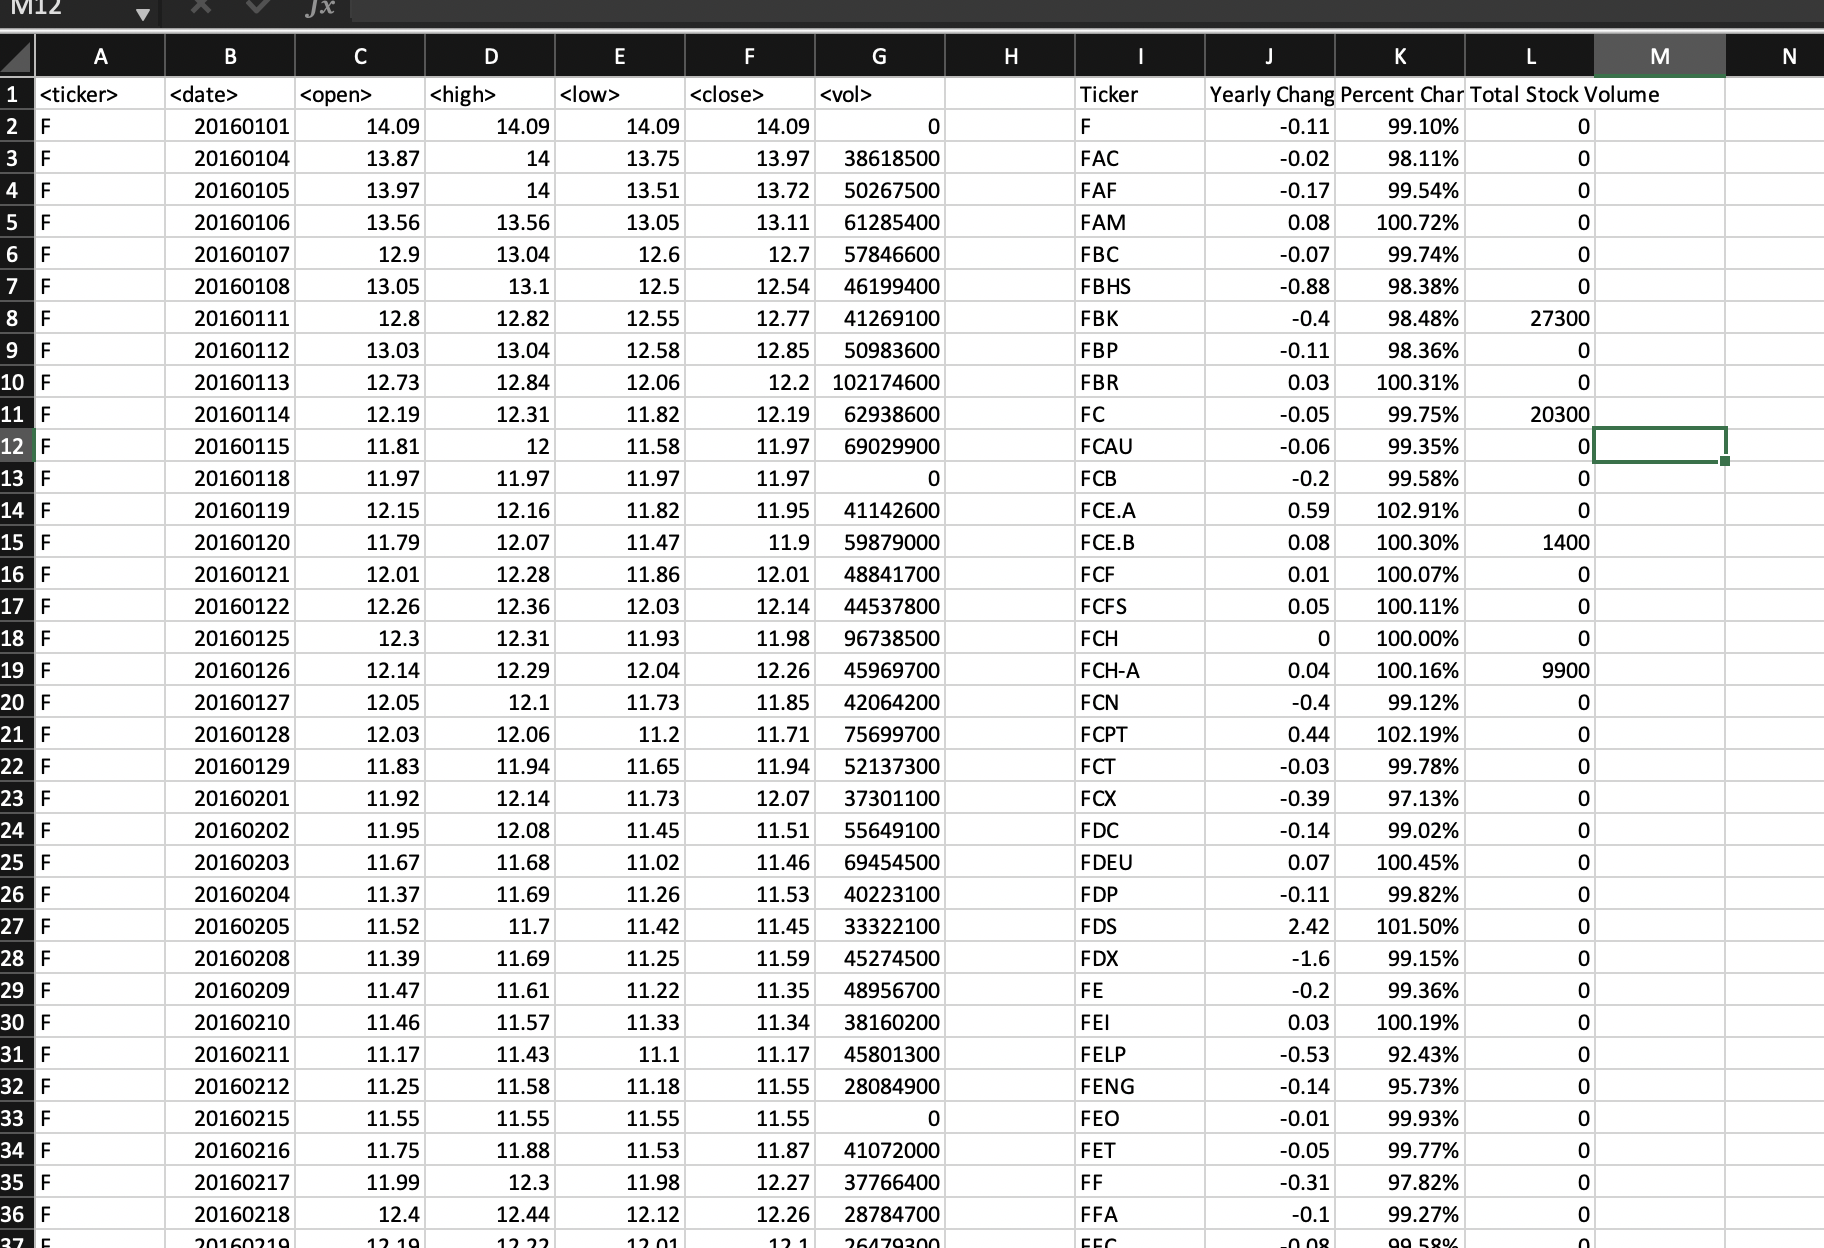 M12 fx
A B C D E F G H I J K L M N
1 <ticker> <date> <open> <high> <low> <close> <vol> Ticker Yearly Chang Percent Char Total Stock Volume
2 F 20160101 14.09 14.09 14.09 14.09 0 F -0.11 99.10% 0
3 F 20160104 13.87 14 13.75 13.97 38618500 FAC -0.02 98.11% 0
4 F 20160105 13.97 14 13.51 13.72 50267500 FAF -0.17 99.54% 0
5 F 20160106 13.56 13.56 13.05 13.11 61285400 FAM 0.08 100.72% 0
6 F 20160107 12.9 13.04 12.6 12.7 57846600 FBC -0.07 99.74% 0
7 F 20160108 13.05 13.1 12.5 12.54 46199400 FBHS -0.88 98.38% 0
8 F 20160111 12.8 12.82 12.55 12.77 41269100 FBK -0.4 98.48% 27300
9 F 20160112 13.03 13.04 12.58 12.85 50983600 FBP -0.11 98.36% 0
10 F 20160113 12.73 12.84 12.06 12.2 102174600 FBR 0.03 100.31% 0
11 F 20160114 12.19 12.31 11.82 12.19 62938600 FC -0.05 99.75% 20300
12 F 20160115 11.81 12 11.58 11.97 69029900 FCAU -0.06 99.35% 0
13 F 20160118 11.97 11.97 11.97 11.97 0 FCB -0.2 99.58% 0
14 F 20160119 12.15 12.16 11.82 11.95 41142600 FCE.A 0.59 102.91% 0
15 F 20160120 11.79 12.07 11.47 11.9 59879000 FCE.B 0.08 100.30% 1400
16 F 20160121 12.01 12.28 11.86 12.01 48841700 FCF 0.01 100.07% 0
17 F 20160122 12.26 12.36 12.03 12.14 44537800 FCFS 0.05 100.11% 0
18 F 20160125 12.3 12.31 11.93 11.98 96738500 FCH 0 100.00% 0
19 F 20160126 12.14 12.29 12.04 12.26 45969700 FCH-A 0.04 100.16% 9900
20 F 20160127 12.05 12.1 11.73 11.85 42064200 FCN -0.4 99.12% 0
21 F 20160128 12.03 12.06 11.2 11.71 75699700 FCPT 0.44 102.19% 0
22 F 20160129 11.83 11.94 11.65 11.94 52137300 FCT -0.03 99.78% 0
23 F 20160201 11.92 12.14 11.73 12.07 37301100 FCX -0.39 97.13% 0
24 F 20160202 11.95 12.08 11.45 11.51 55649100 FDC -0.14 99.02% 0
25 F 20160203 11.67 11.68 11.02 11.46 69454500 FDEU 0.07 100.45% 0
26 F 20160204 11.37 11.69 11.26 11.53 40223100 FDP -0.11 99.82% 0
27 F 20160205 11.52 11.7 11.42 11.45 33322100 FDS 2.42 101.50% 0
28 F 20160208 11.39 11.69 11.25 11.59 45274500 FDX -1.6 99.15% 0
29 F 20160209 11.47 11.61 11.22 11.35 48956700 FE -0.2 99.36% 0
30 F 20160210 11.46 11.57 11.33 11.34 38160200 FEI 0.03 100.19% 0
31 F 20160211 11.17 11.43 11.1 11.17 45801300 FELP -0.53 92.43% 0
32 F 20160212 11.25 11.58 11.18 11.55 28084900 FENG -0.14 95.73% 0
33 F 20160215 11.55 11.55 11.55 11.55 0 FEO -0.01 99.93% 0
34 F 20160216 11.75 11.88 11.53 11.87 41072000 FET -0.05 99.77% 0
35 F 20160217 11.99 12.3 11.98 12.27 37766400 FF -0.31 97.82% 0
36 F 20160218 12.4 12.44 12.12 12.26 28784700 FFA -0.1 99.27% 0
37 F 20160219 12.19 12.22 12.01 12.1 26479300 -0.08 99.58% 0